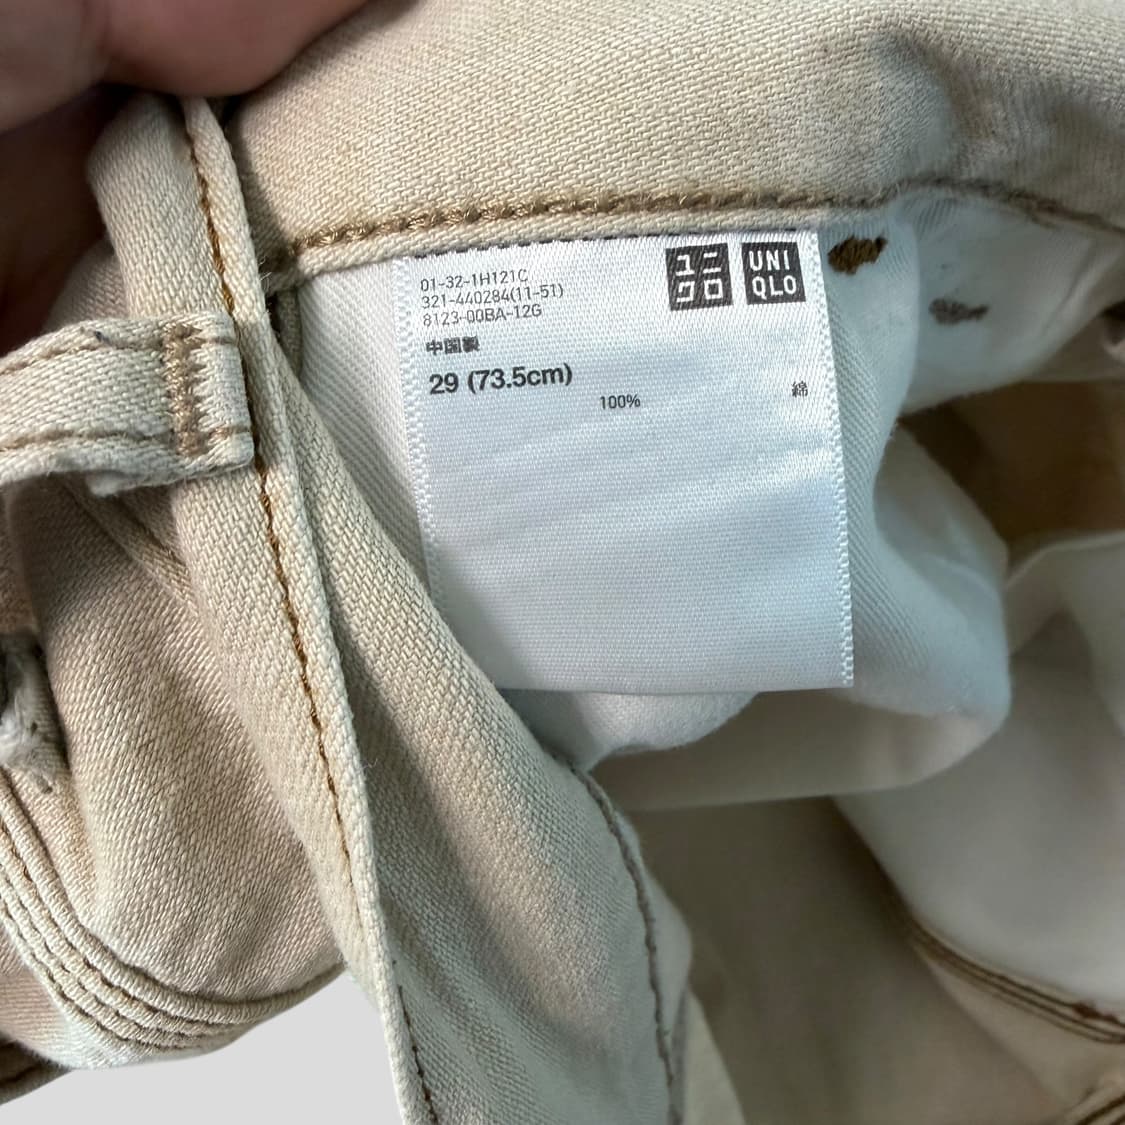 01-32-1H121C
321-440284(11-51)
8123-00BA-12G
中国製
29 (73.5cm)
100% 綿
ユニ
クロ
UNI
QLO